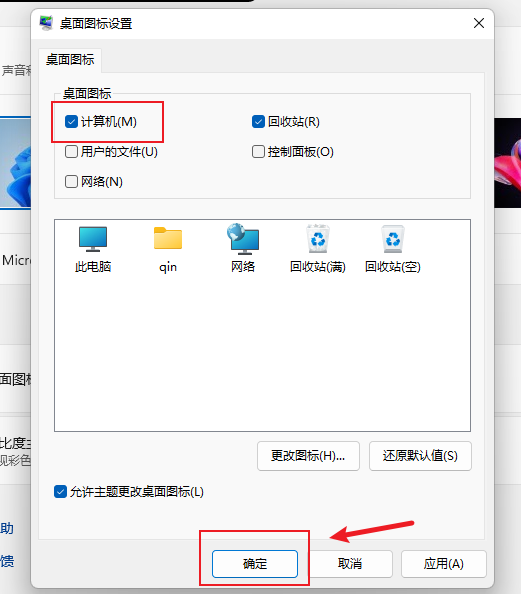 桌面图标设置
桌面图标
声音和
桌面图标
计算机(M)
回收站(R)
用户的文件(U)
控制面板(O)
网络(N)
此电脑
qin
网络
回收站(满)
回收站(空)
Micro
面图标
更改图标(H)...
还原默认值(S)
比度主
视彩色
允许主题更改桌面图标(L)
助
馈
确定
取消
应用(A)